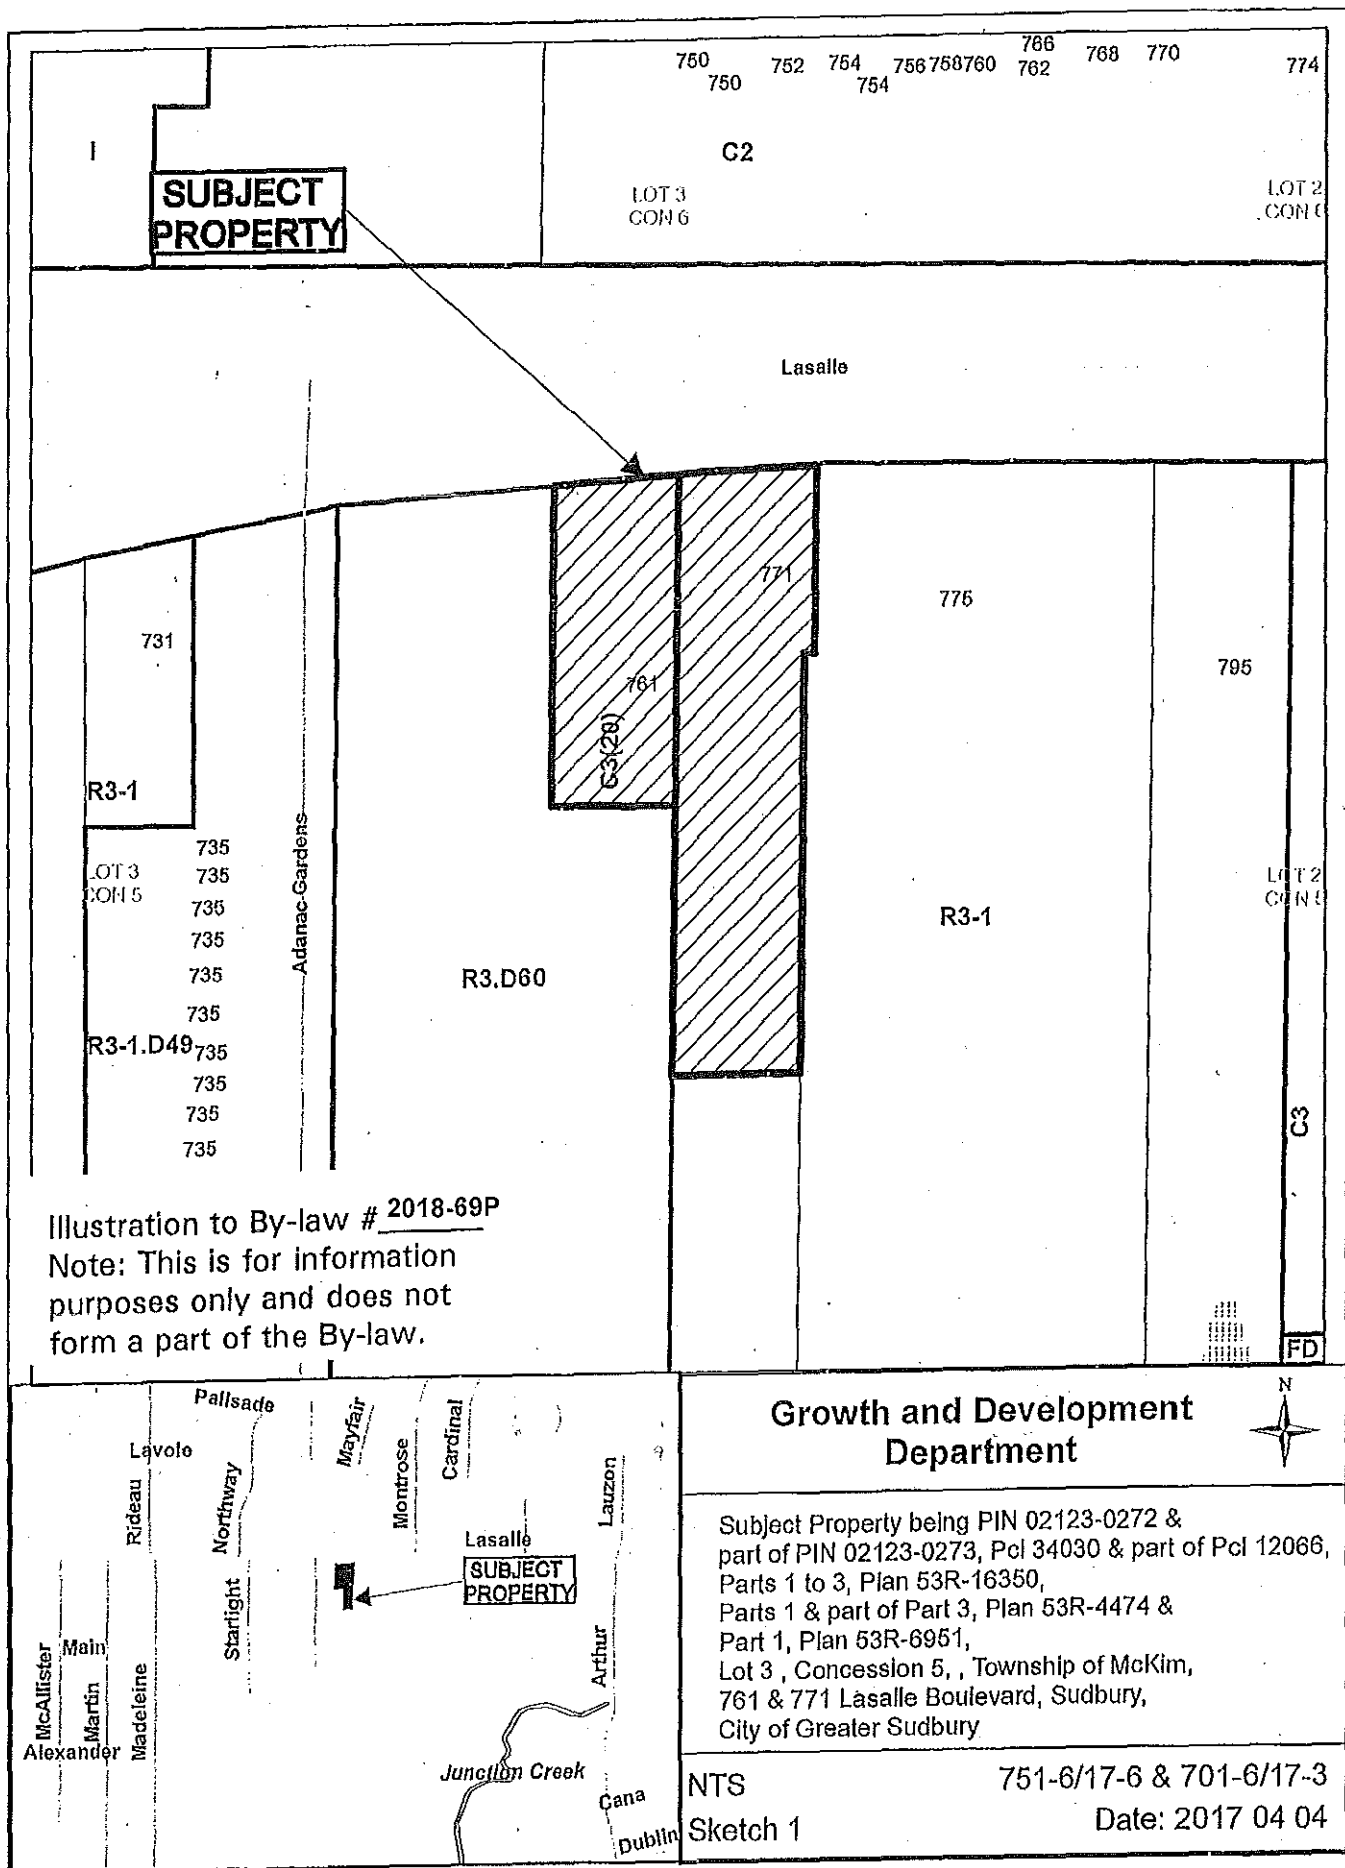 750
750
752
754
754
756 758 760
766
762
768
770
774
I
C2
SUBJECT
PROPERTY
LOT 3
CON 6
LOT 2
Lasalle
731
761
C3(20)
771
775
795
R3-1
LOT 3
CON 5
735
735
735
735
735
735
735
735
735
735
Adanac-Gardens
R3-1.D49
R3.D60
R3-1
LOT 2
C3
FD
Illustration to By-law # 2018-69P
Note: This is for information
purposes only and does not
form a part of the By-law.
Pallsade
Lavole
Rideau
Northway
Mayfair
Montrose
Cardinal
Lauzon
Lasalle
SUBJECT
PROPERTY
Starlight
McAllister
Main
Martin
Madeleine
Alexander
Arthur
Junction Creek
Cana
Dublin
Growth and Development
Department
N
Subject Property being PIN 02123-0272 &
part of PIN 02123-0273, Pcl 34030 & part of Pcl 12066,
Parts 1 to 3, Plan 53R-16350,
Parts 1 & part of Part 3, Plan 53R-4474 &
Part 1, Plan 53R-6951,
Lot 3 , Concession 5, , Township of McKim,
761 & 771 Lasalle Boulevard, Sudbury,
City of Greater Sudbury
NTS
Sketch 1
751-6/17-6 & 701-6/17-3
Date: 2017 04 04